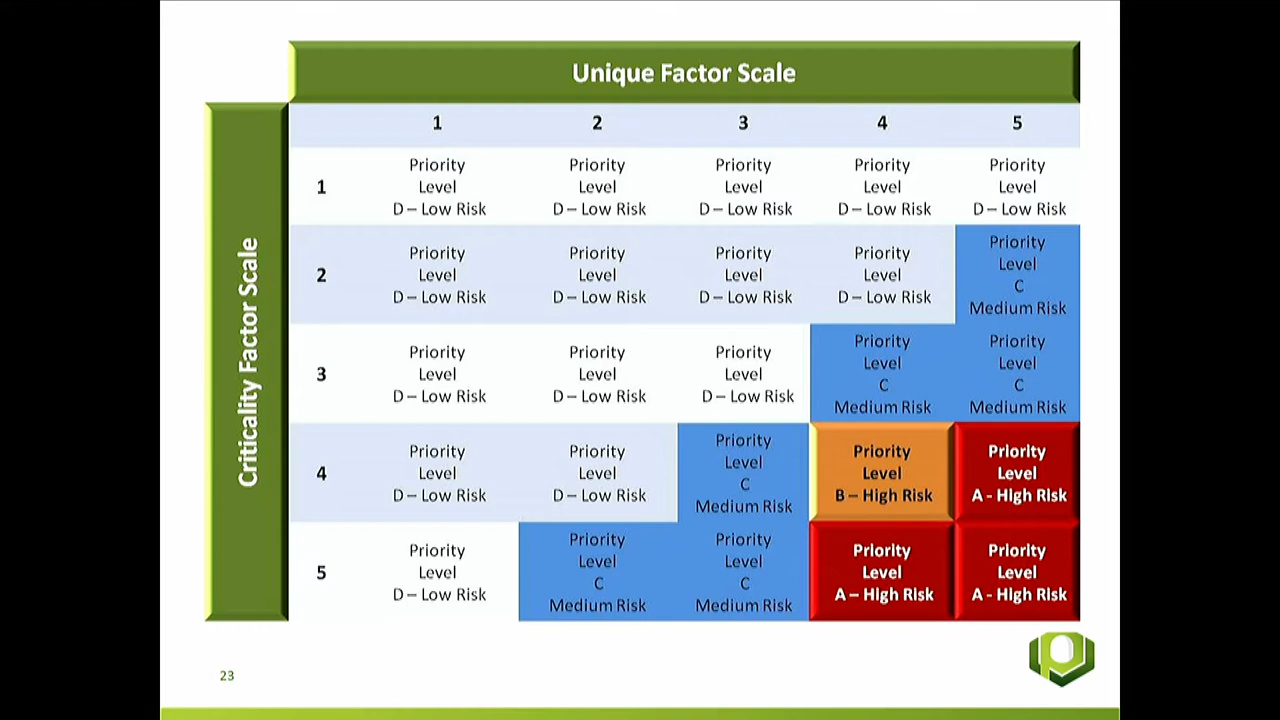 Unique Factor Scale
Criticality Factor Scale
1 2 3 4 5
1
Priority Priority Priority Priority Priority
Level Level Level Level Level
D – Low Risk D – Low Risk D – Low Risk D – Low Risk D – Low Risk
2
Priority Priority Priority Priority Priority
Level Level Level Level Level
D – Low Risk D – Low Risk D – Low Risk D – Low Risk C
Medium Risk
3
Priority Priority Priority Priority Priority
Level Level Level Level Level
D – Low Risk D – Low Risk D – Low Risk C C
Medium Risk Medium Risk
4
Priority Priority Priority Priority Priority
Level Level Level Level Level
D – Low Risk D – Low Risk C B – High Risk A - High Risk
Medium Risk
5
Priority Priority Priority Priority Priority
Level Level Level Level Level
D – Low Risk C C A – High Risk A - High Risk
Medium Risk Medium Risk
23